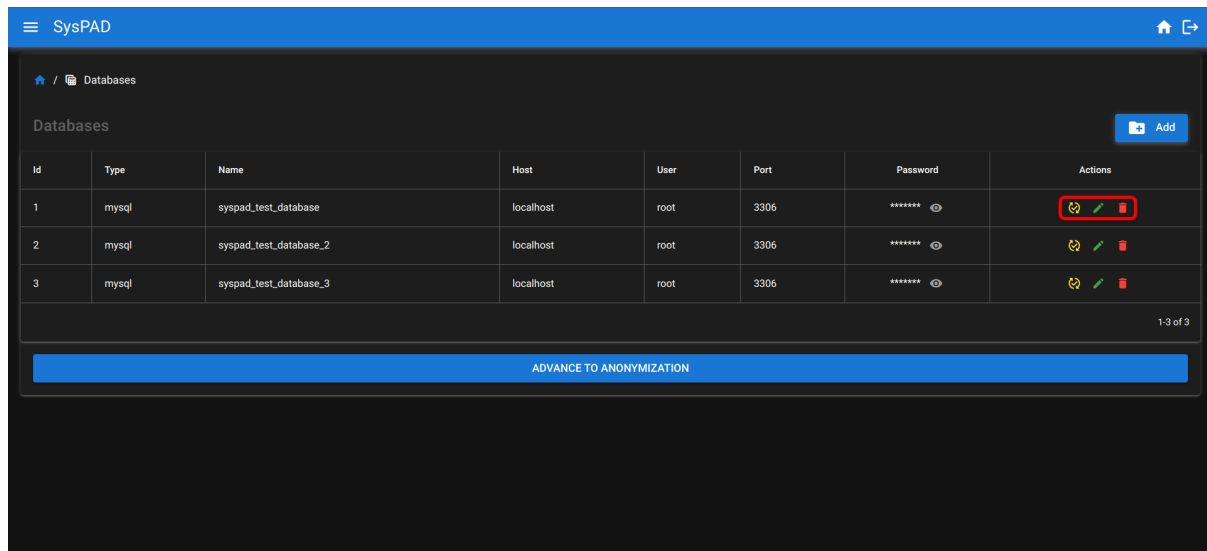 SysPAD
/ Databases
Databases
Add
Id Type Name Host User Port Password Actions
1 mysql syspad_test_database localhost root 3306 *******
2 mysql syspad_test_database_2 localhost root 3306 *******
3 mysql syspad_test_database_3 localhost root 3306 *******
1-3 of 3
ADVANCE TO ANONYMIZATION